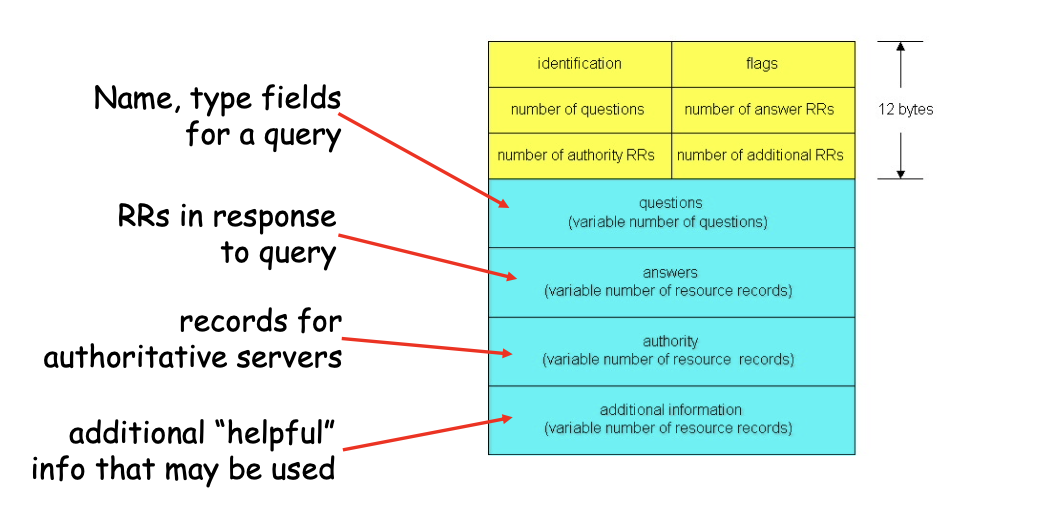 identification
flags
Name, type fields
for a query
number of questions
number of answer RRs
12 bytes
number of authority RRs
number of additional RRs
questions
(variable number of questions)
RRs in response
to query
answers
(variable number of resource records)
records for
authoritative servers
authority
(variable number of resource records)
additional “helpful”
info that may be used
additional information
(variable number of resource records)